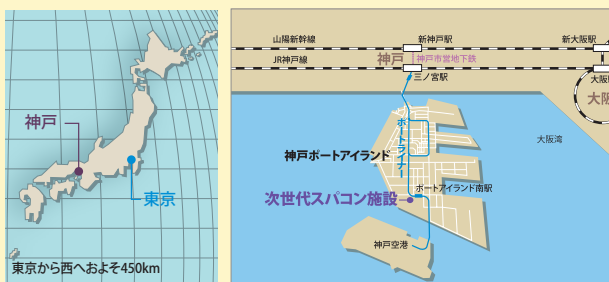 神戸
東京
東京から西へおよそ450km
山陽新幹線
新神戸駅
新大阪駅
JR神戸線
神戸
神戸市営地下鉄
三ノ宮駅
大阪
大阪湾
ポートライナー
神戸ポートアイランド
ポートアイランド南駅
次世代スパコン施設
神戸空港